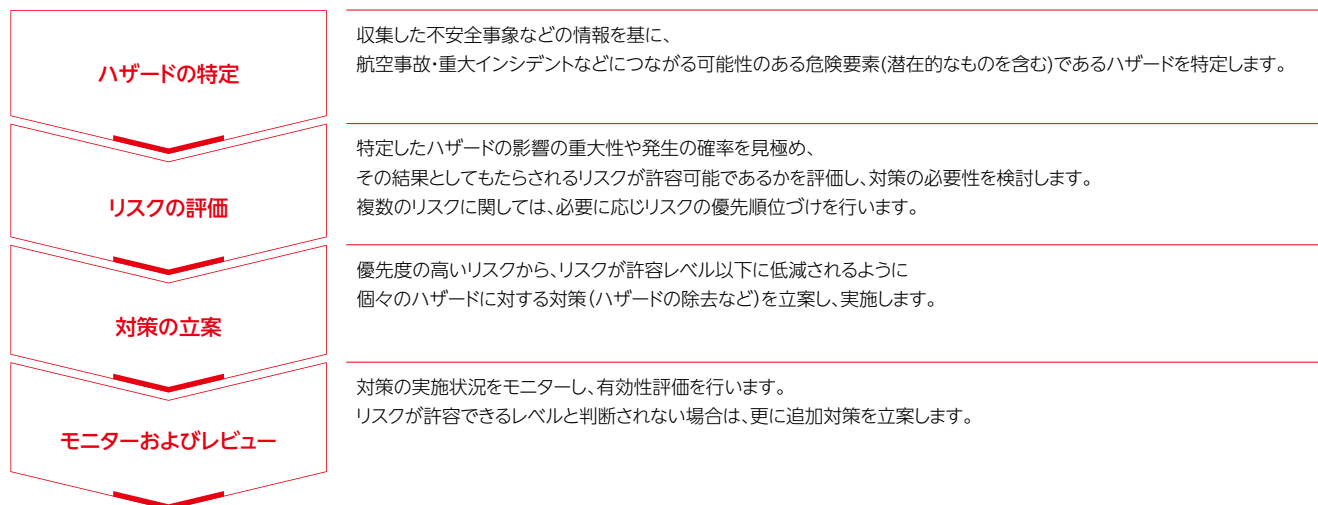 ハザードの特定
収集した不安全事象などの情報を基に、
航空事故・重大インシデントなどにつながる可能性のある危険要素(潜在的なものを含む)であるハザードを特定します。
リスクの評価
特定したハザードの影響の重大性や発生の確率を見極め、
その結果としてもたらされるリスクが許容可能であるかを評価し、対策の必要性を検討します。
複数のリスクに関しては、必要に応じリスクの優先順位づけを行います。
対策の立案
優先度の高いリスクから、リスクが許容レベル以下に低減されるように
個々のハザードに対する対策(ハザードの除去など)を立案し、実施します。
モニターおよびレビュー
対策の実施状況をモニターし、有効性評価を行います。
リスクが許容できるレベルと判断されない場合は、更に追加対策を立案します。